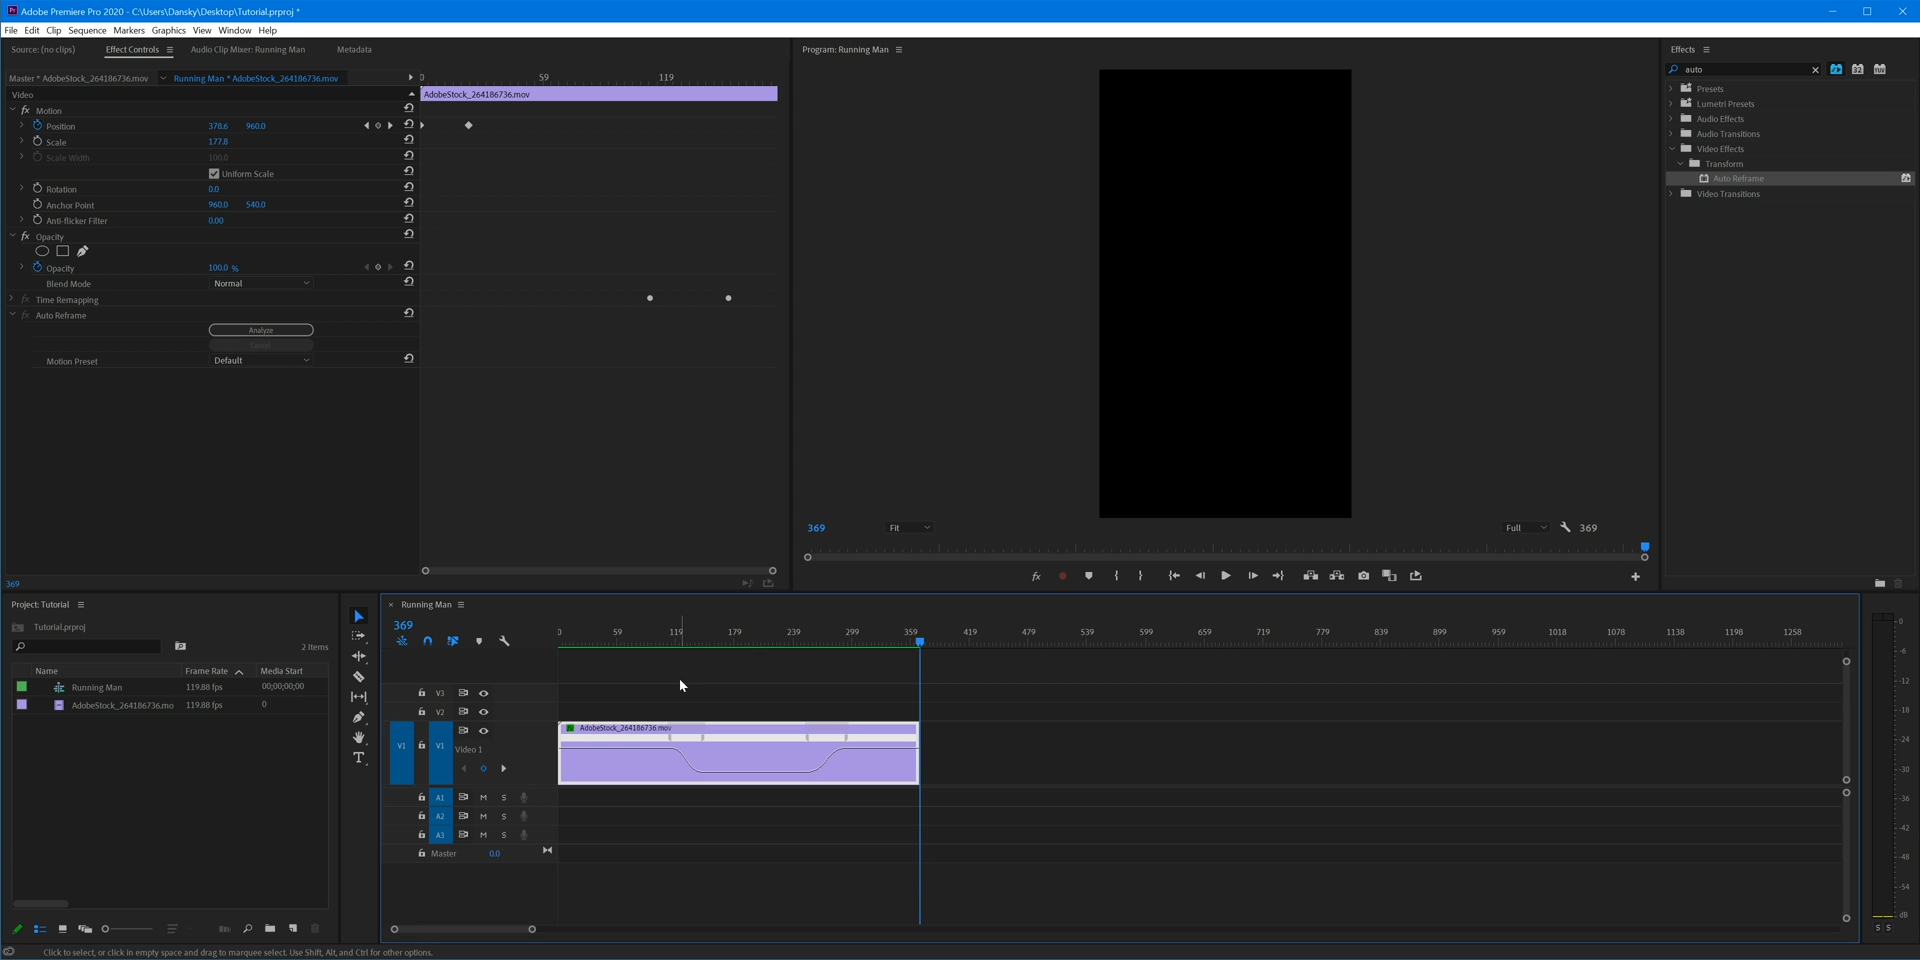 Adobe Premiere Pro 2020 - C:\Users\Dansky\Desktop\Tutorial.prproj *
File Edit Clip Sequence Markers Graphics View Window Help
Source: (no clips) Effect Controls Audio Clip Mixer: Running Man Metadata
Master * AdobeStock_264186736.mov Running Man * AdobeStock_264186736.mov
0 59 119
Video
AdobeStock_264186736.mov
fx Motion
Position 378.6 960.0
Scale 177.8
Scale Width 100.0
Uniform Scale
Rotation 0.0
Anchor Point 960.0 540.0
Anti-flicker Filter 0.00
fx Opacity
Opacity 100.0 %
Blend Mode Normal
fx Time Remapping
fx Auto Reframe
Analyze
Cancel
Motion Preset Default
369
Program: Running Man
369 Fit Full 369
fx
Effects
auto
32 YUV
Presets
Lumetri Presets
Audio Effects
Audio Transitions
Video Effects
Transform
Auto Reframe
Video Transitions
Project: Tutorial
Tutorial.prproj
2 Items
Name Frame Rate Media Start
Running Man 119.88 fps 00;00;00;00
AdobeStock_264186736.mo 119.88 fps 0
Running Man
369
0 59 119 179 239 299 359 419 479 539 599 659 719 779 839 899 959 1018 1078 1138 1198 1258
V3
V2
V1 V1
Video 1
fx AdobeStock_264186736.mov
A1 M S
A2 M S
A3 M S
Master 0.0
0
-6
-12
-18
-24
-30
-36
-42
-48
-54
dB
S S
Click to select, or click in empty space and drag to marquee select. Use Shift, Alt, and Ctrl for other options.